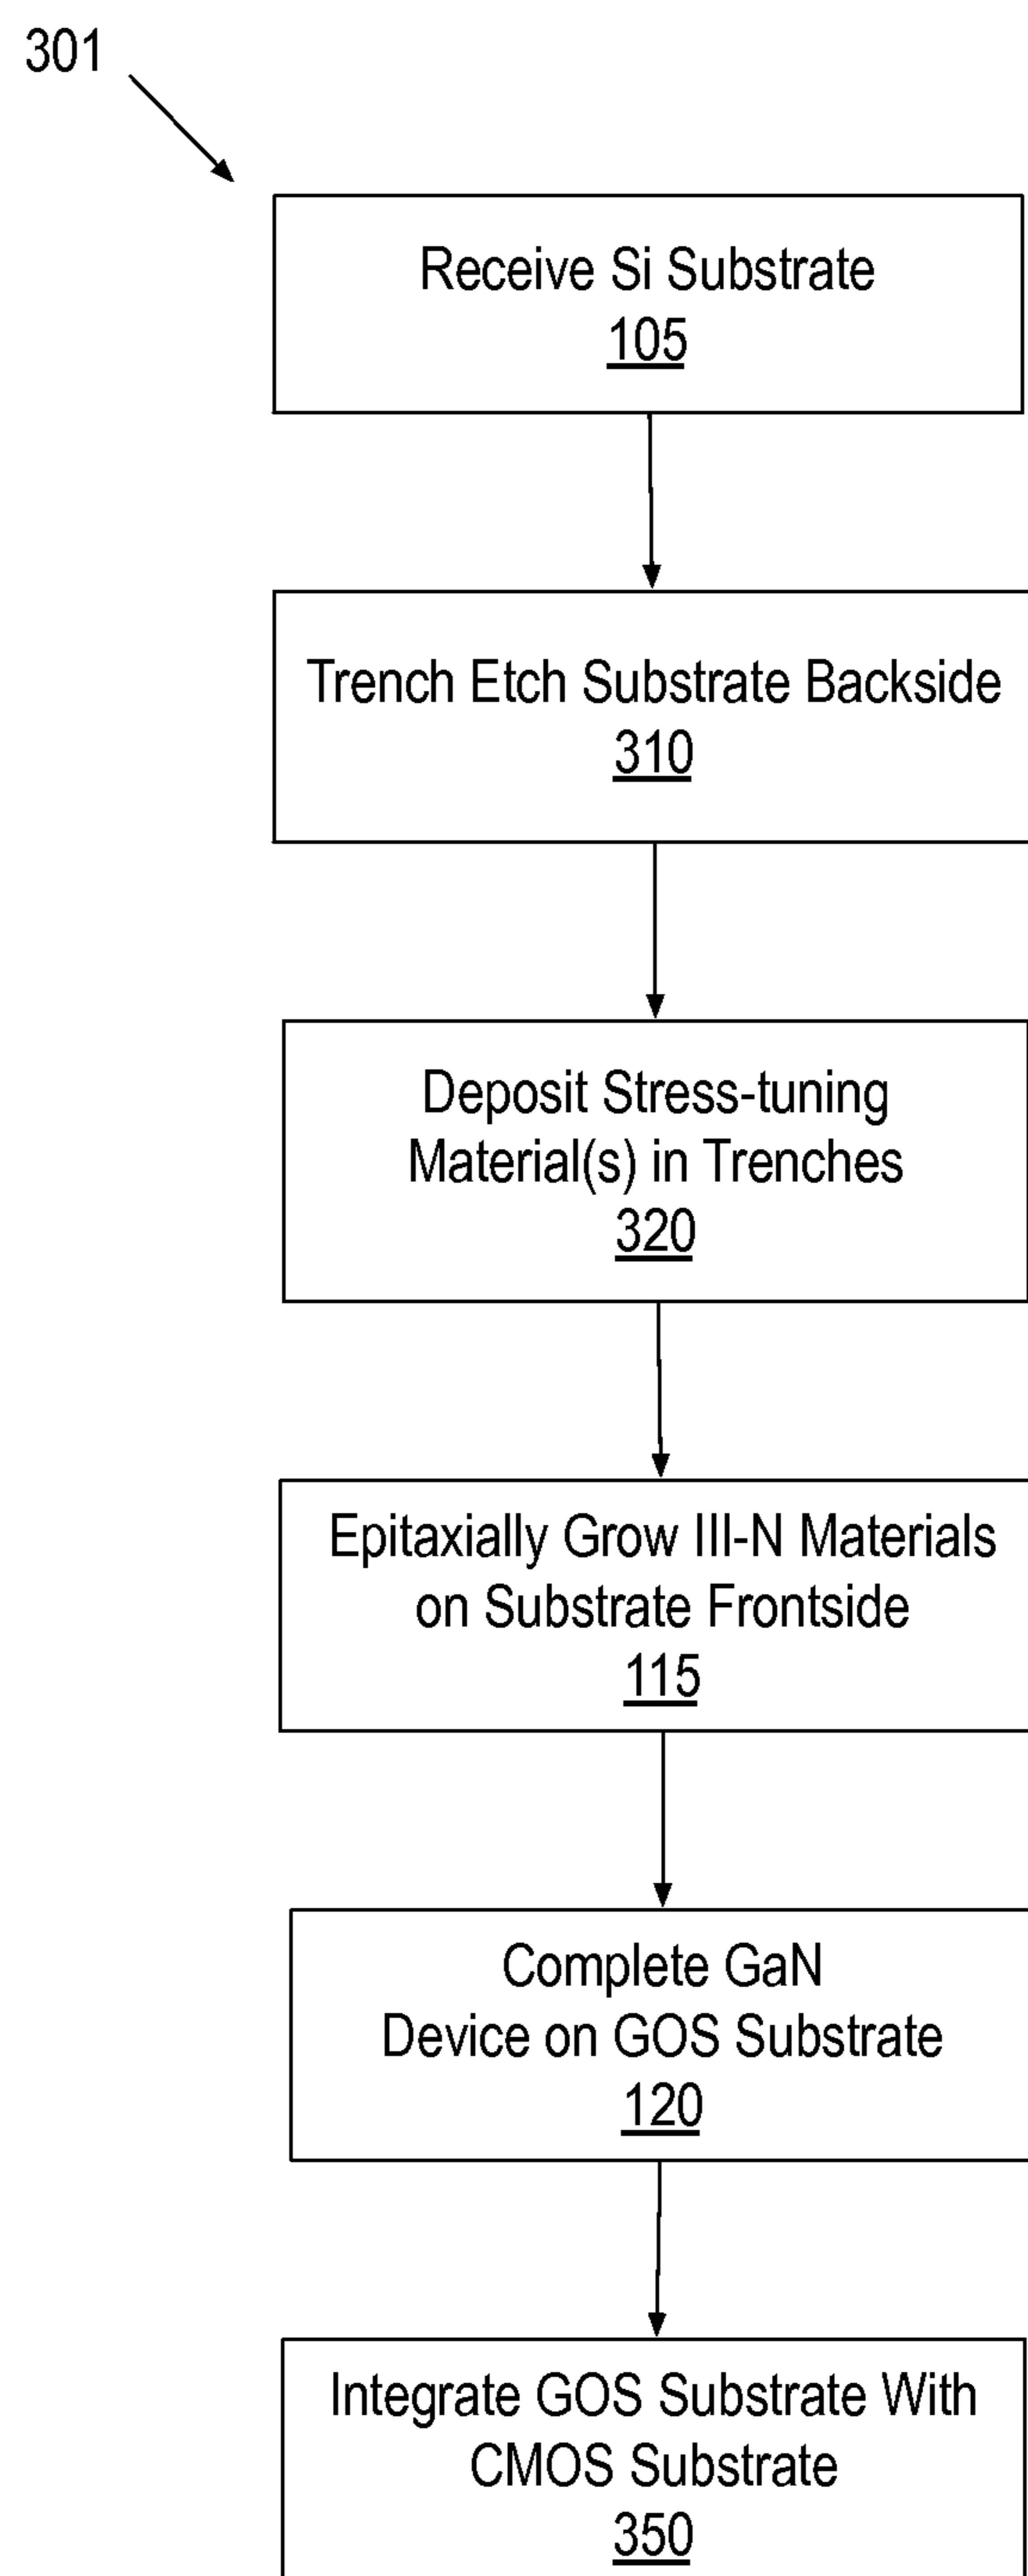 301
Receive Si Substrate
105
Trench Etch Substrate Backside
310
Deposit Stress-tuning
Material(s) in Trenches
320
Epitaxially Grow III-N Materials
on Substrate Frontside
115
Complete GaN
Device on GOS Substrate
120
Integrate GOS Substrate With
CMOS Substrate
350